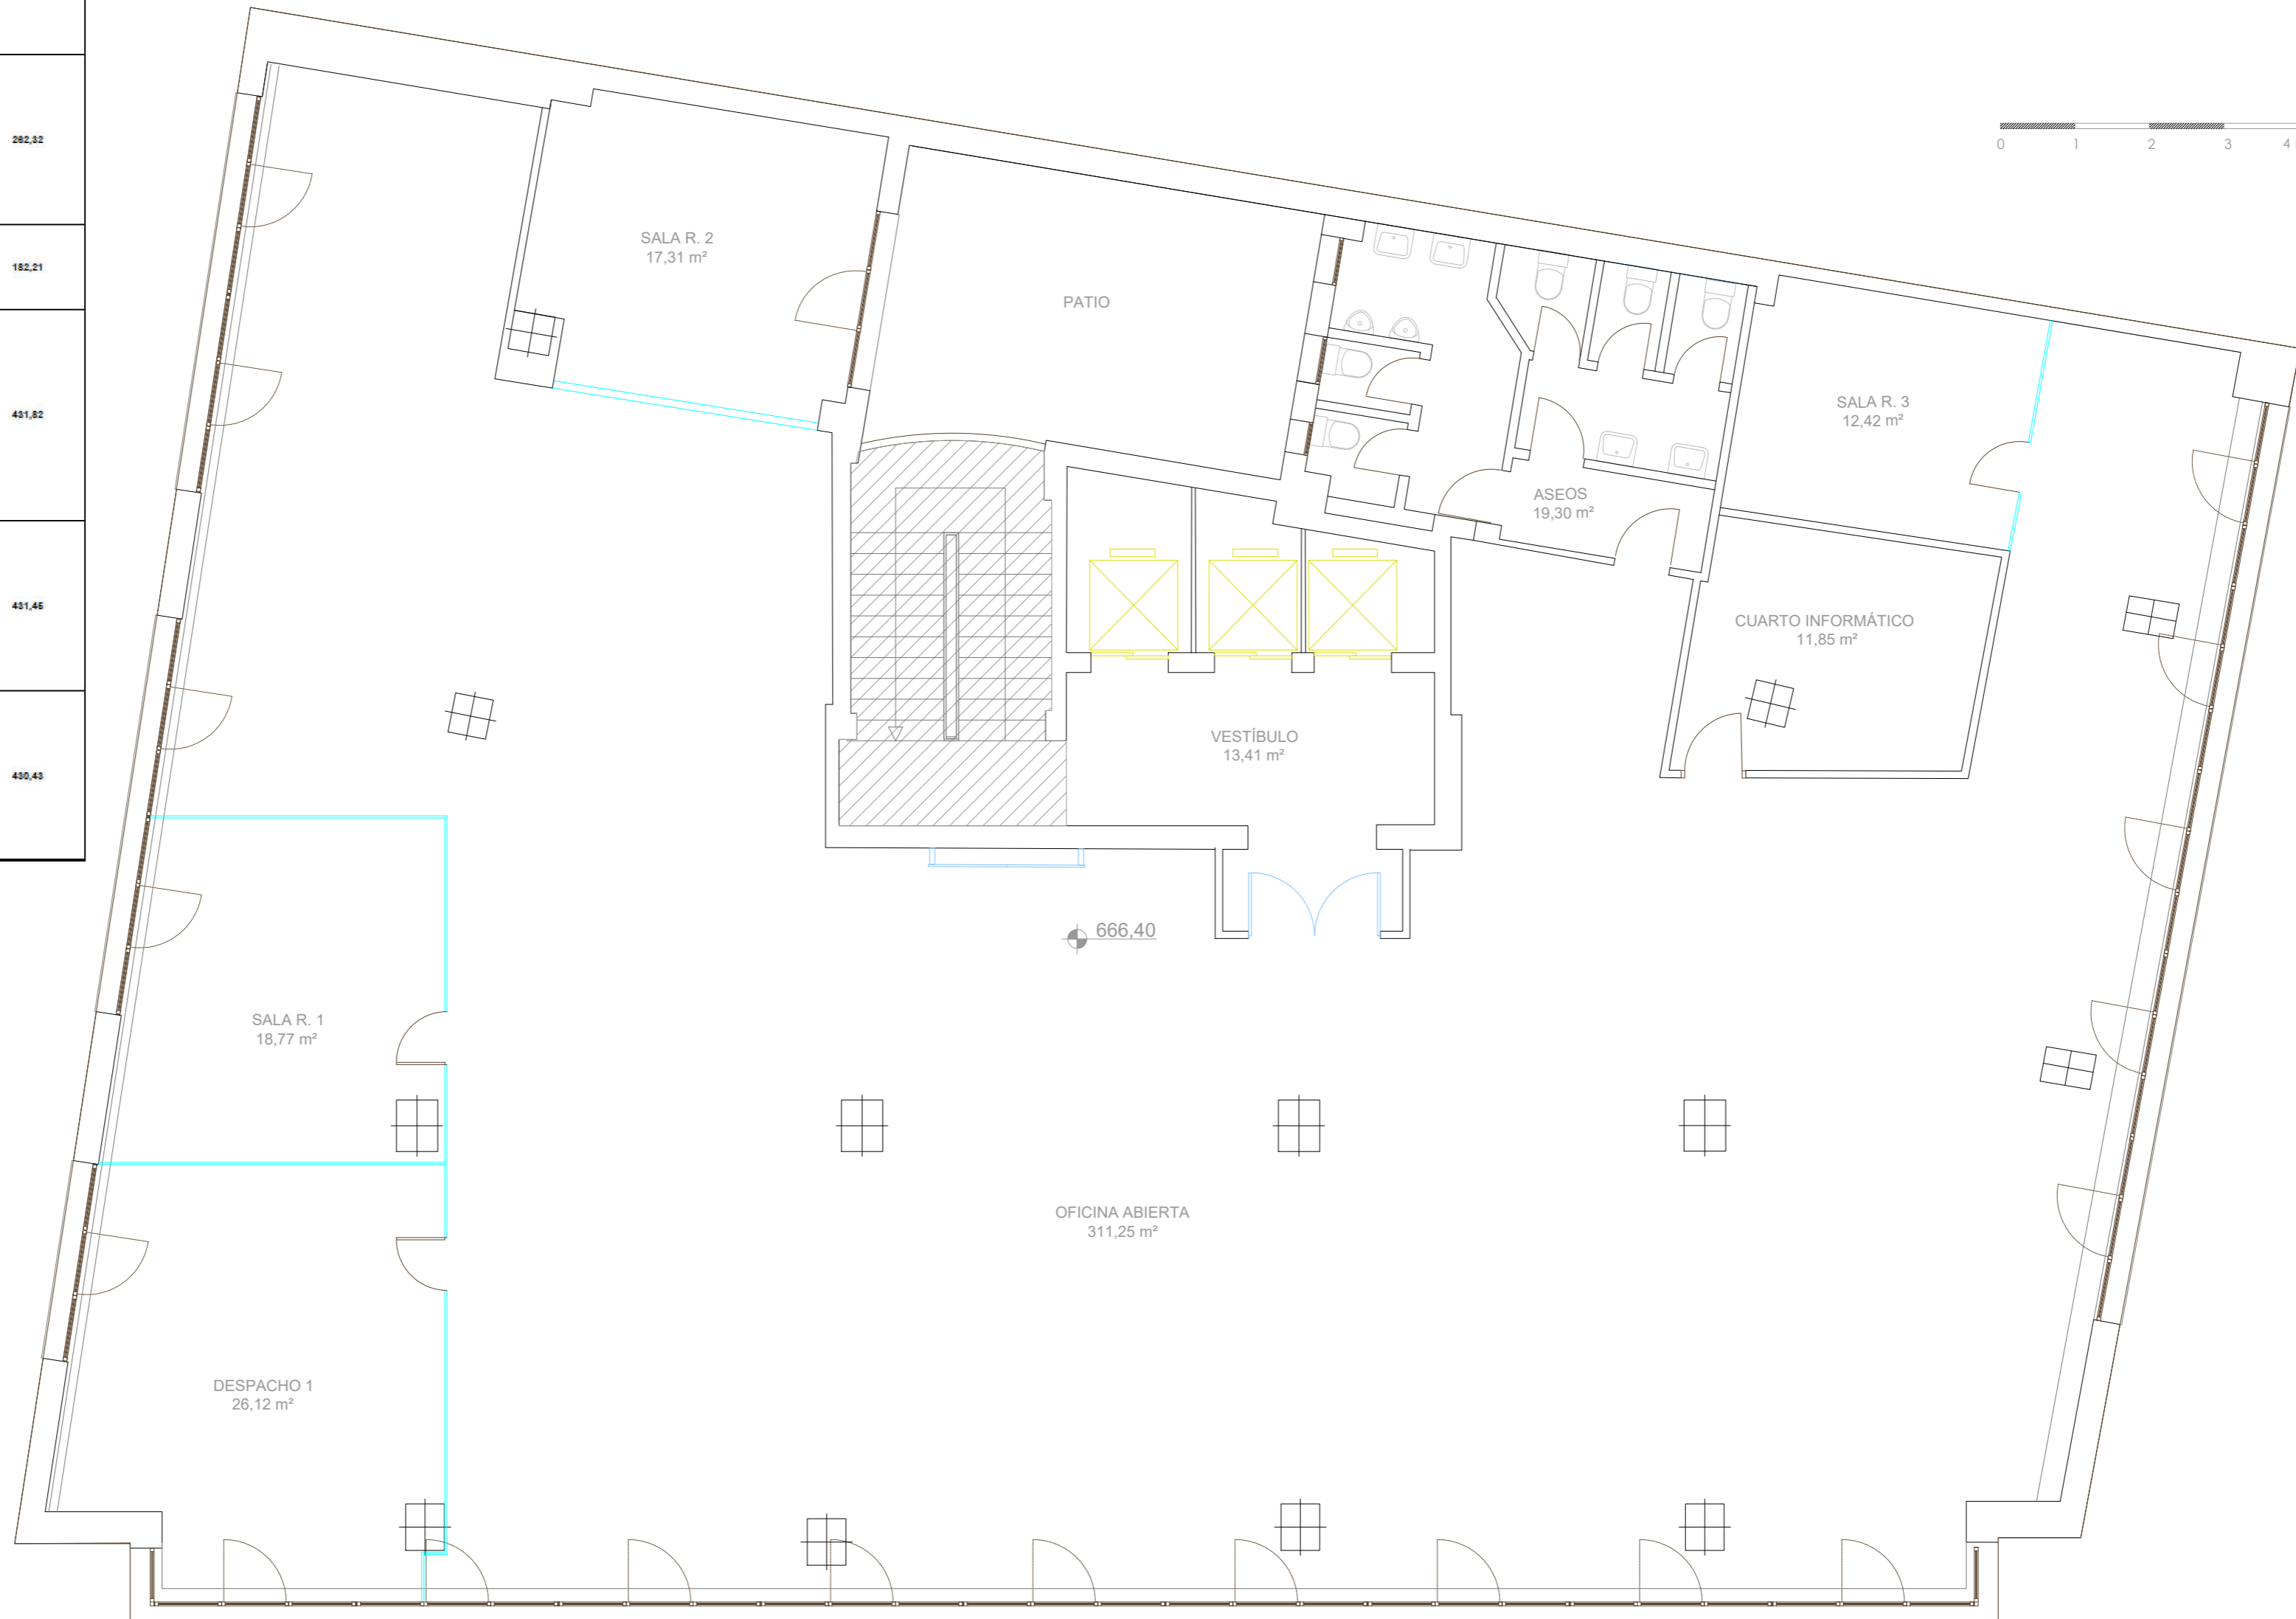 262,32
182,21
431,82
431,45
430,43
0 1 2 3 4
SALA R. 2
17,31 m²
PATIO
SALA R. 3
12,42 m²
ASEOS
19,30 m²
CUARTO INFORMÁTICO
11,85 m²
VESTÍBULO
13,41 m²
666,40
SALA R. 1
18,77 m²
OFICINA ABIERTA
311,25 m²
DESPACHO 1
26,12 m²